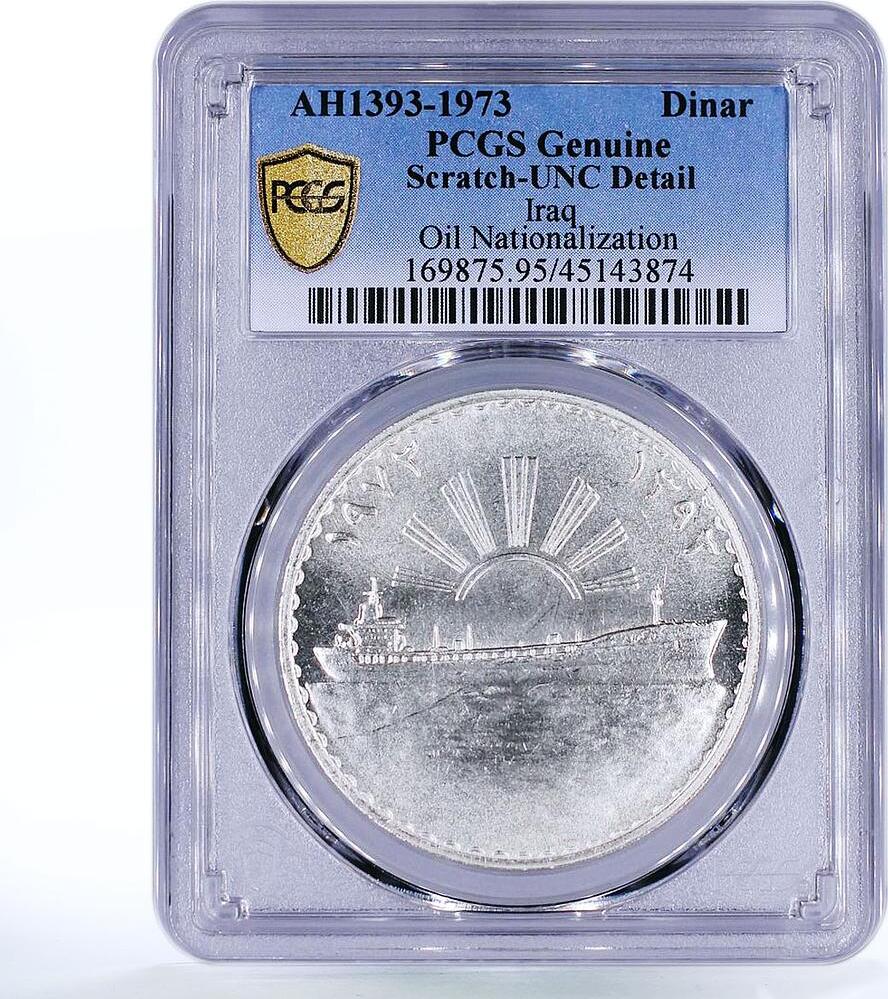 AH1393-1973 Dinar
PCGS Genuine
Scratch-UNC Detail
Iraq
Oil Nationalization
169875.95/45143874
PCGS
١٩٧٣ ١٣٩٣